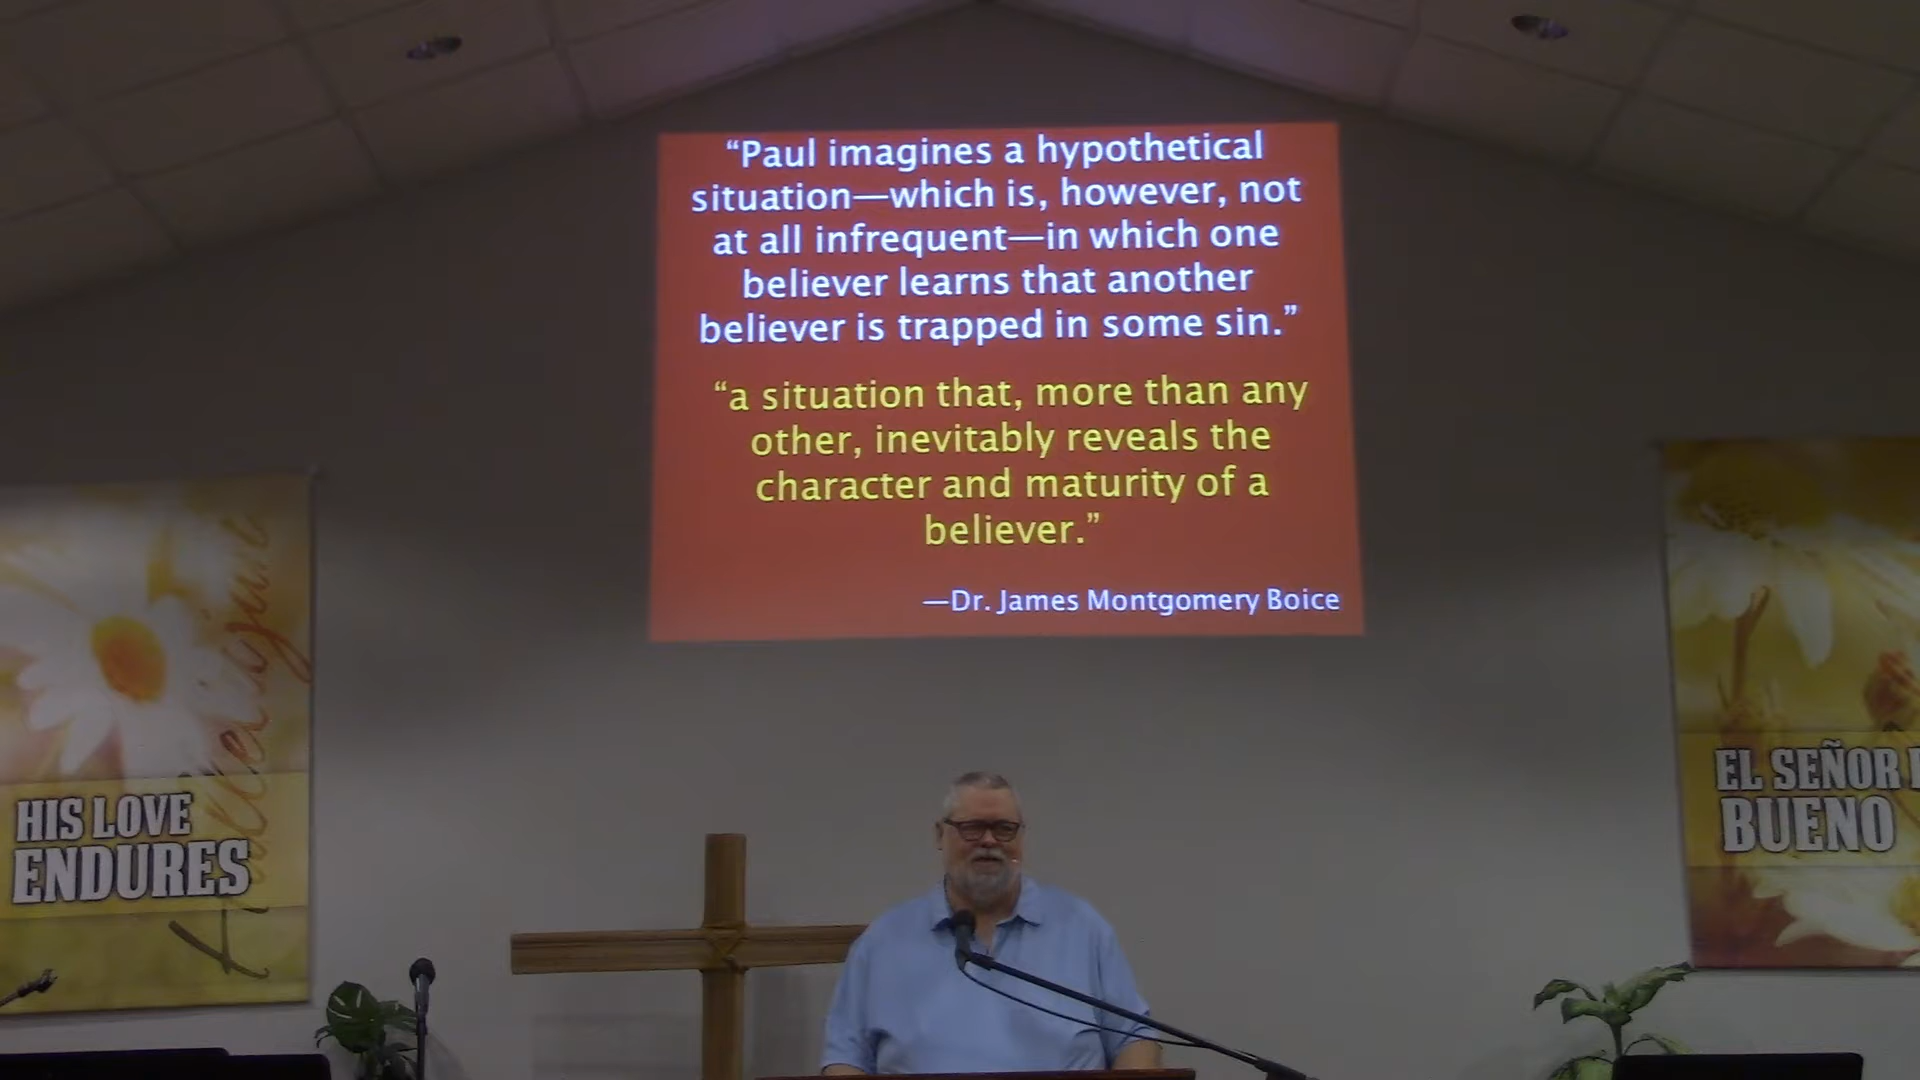 “Paul imagines a hypothetical
situation—which is, however, not
at all infrequent—in which one
believer learns that another
believer is trapped in some sin.”
“a situation that, more than any
other, inevitably reveals the
character and maturity of a
believer.”
—Dr. James Montgomery Boice
HIS LOVE
ENDURES
EL SEÑOR
BUENO